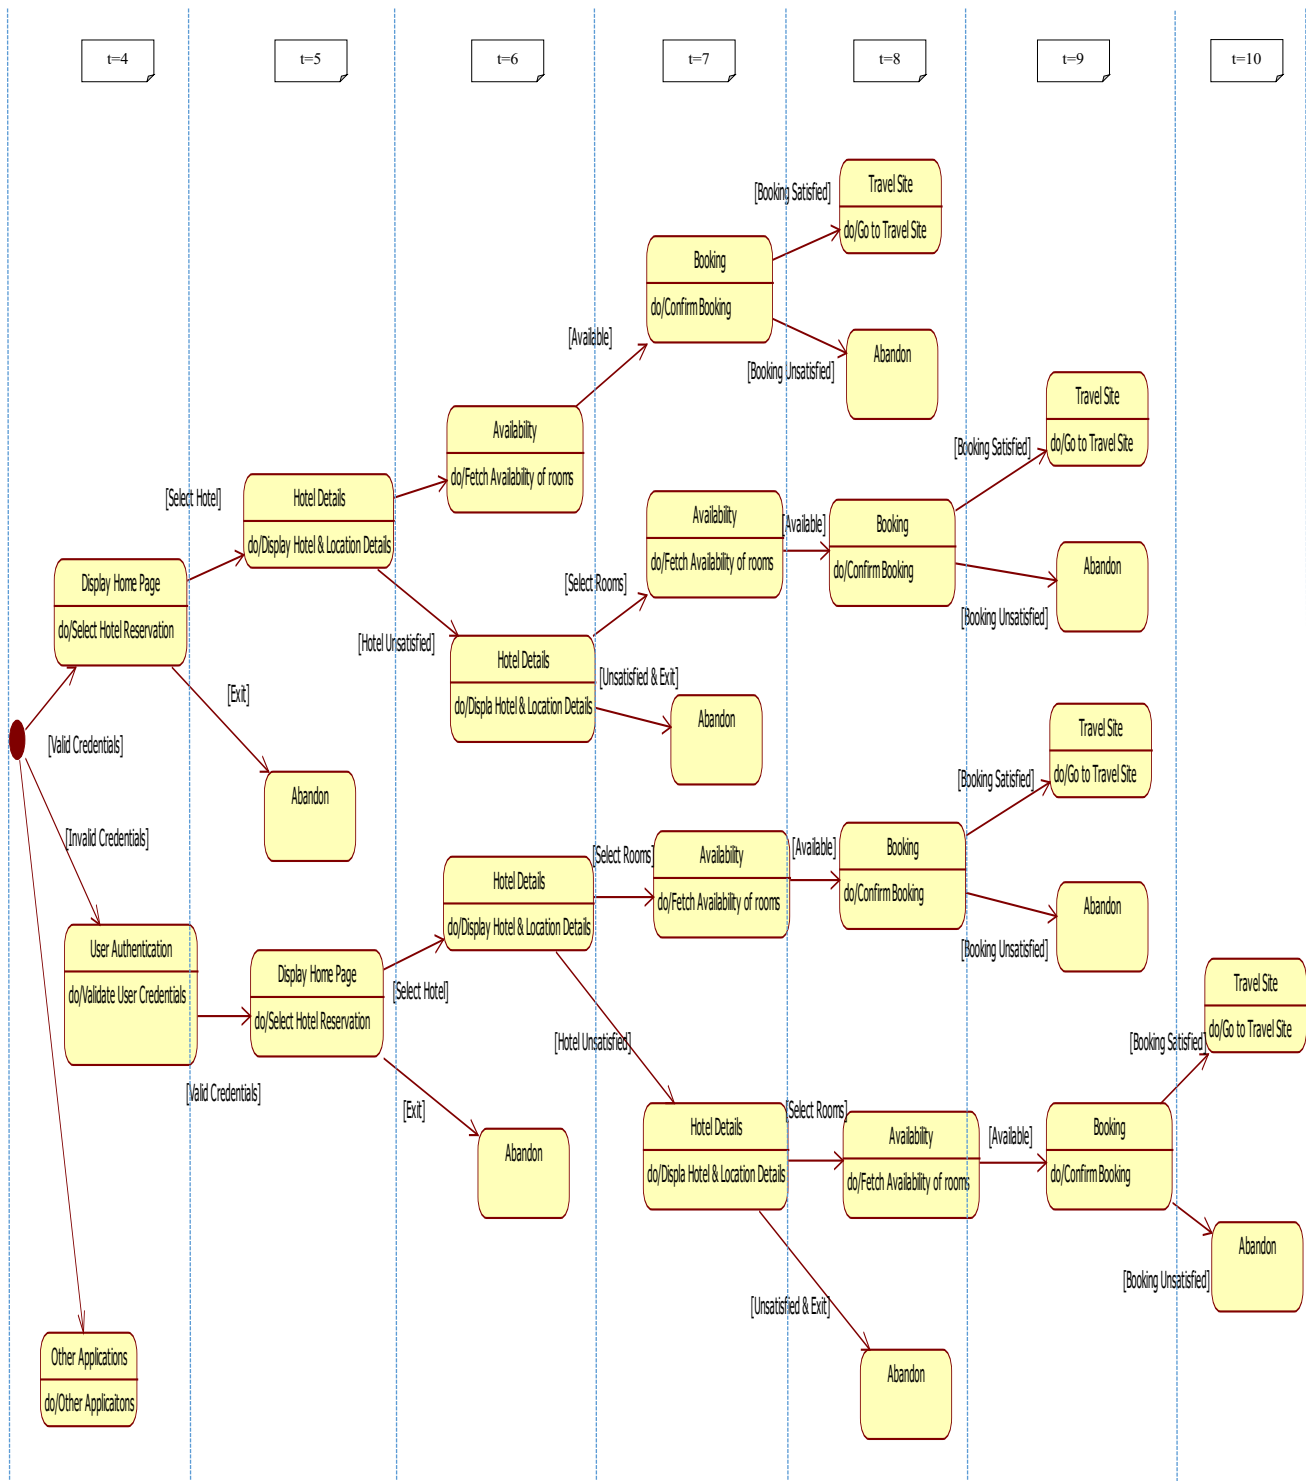 t=4
t=5
t=6
t=7
t=8
t=9
t=10
Travel Site
do/Go to Travel Site
[Booking Satisfied]
Booking
do/Confirm Booking
[Available]
[Booking Unsatisfied]
Abandon
Travel Site
do/Go to Travel Site
[Booking Satisfied]
Availability
do/Fetch Availability of rooms
[Select Hotel]
Hotel Details
do/Display Hotel & Location Details
Availability
do/Fetch Availability of rooms
[Available]
Booking
do/Confirm Booking
Abandon
[Booking Unsatisfied]
Display Home Page
do/Select Hotel Reservation
[Select Rooms]
[Hotel Unsatisfied]
Hotel Details
do/Displa Hotel & Location Details
[Unsatisfied & Exit]
Abandon
[Exit]
[Valid Credentials]
Abandon
Travel Site
do/Go to Travel Site
[Booking Satisfied]
[Invalid Credentials]
[Select Rooms]
Availability
do/Fetch Availability of rooms
[Available]
Booking
do/Confirm Booking
Hotel Details
do/Display Hotel & Location Details
Abandon
[Booking Unsatisfied]
User Authentication
do/Validate User Credentials
Display Home Page
do/Select Hotel Reservation
[Select Hotel]
Travel Site
do/Go to Travel Site
[Booking Satisfied]
[Hotel Unsatisfied]
[Valid Credentials]
[Exit]
Abandon
Hotel Details
do/Displa Hotel & Location Details
[Select Rooms]
Availability
do/Fetch Availability of rooms
[Available]
Booking
do/Confirm Booking
Abandon
[Booking Unsatisfied]
[Unsatisfied & Exit]
Abandon
Other Applications
do/Other Applicaitons